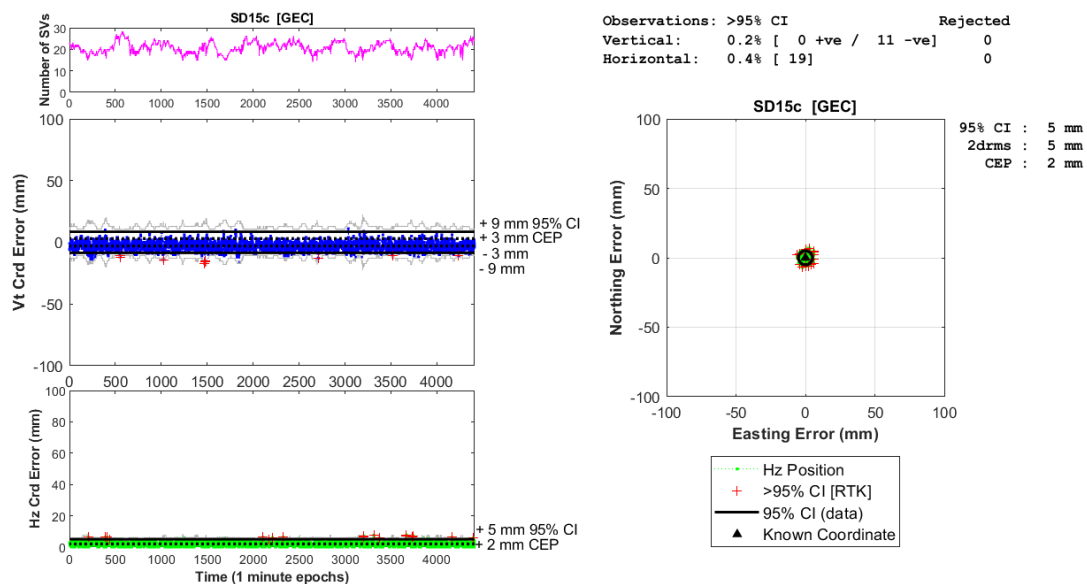 SD15c [GEC]
Number of SVs
30
20
10
0
0 500 1000 1500 2000 2500 3000 3500 4000
Vt Crd Error (mm)
100
50
0
-50
-100
+ 9 mm 95% CI
+ 3 mm CEP
- 3 mm
- 9 mm
0 500 1000 1500 2000 2500 3000 3500 4000
Hz Crd Error (mm)
100
80
60
40
20
0
+ 5 mm 95% CI
+ 2 mm CEP
0 500 1000 1500 2000 2500 3000 3500 4000
Time (1 minute epochs)
Observations: >95% CI Rejected
Vertical: 0.2% [ 0 +ve / 11 -ve] 0
Horizontal: 0.4% [ 19] 0
SD15c [GEC]
95% CI : 5 mm
2drms : 5 mm
CEP : 2 mm
Northing Error (mm)
100
50
0
-50
-100
-100 -50 0 50 100
Easting Error (mm)
Hz Position
>95% CI [RTK]
95% CI (data)
Known Coordinate